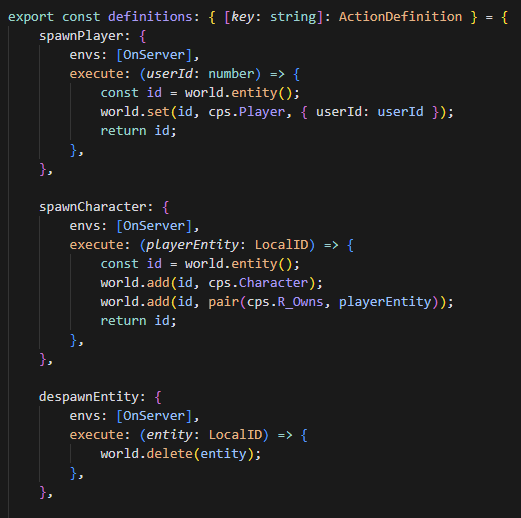 export const definitions: { [key: string]: ActionDefinition } = {
    spawnPlayer: {
        envs: [OnServer],
        execute: (userId: number) => {
            const id = world.entity();
            world.set(id, cps.Player, { userId: userId });
            return id;
        },
    },

    spawnCharacter: {
        envs: [OnServer],
        execute: (playerEntity: LocalID) => {
            const id = world.entity();
            world.add(id, cps.Character);
            world.add(id, pair(cps.R_Owns, playerEntity));
            return id;
        },
    },

    despawnEntity: {
        envs: [OnServer],
        execute: (entity: LocalID) => {
            world.delete(entity);
        },
    },